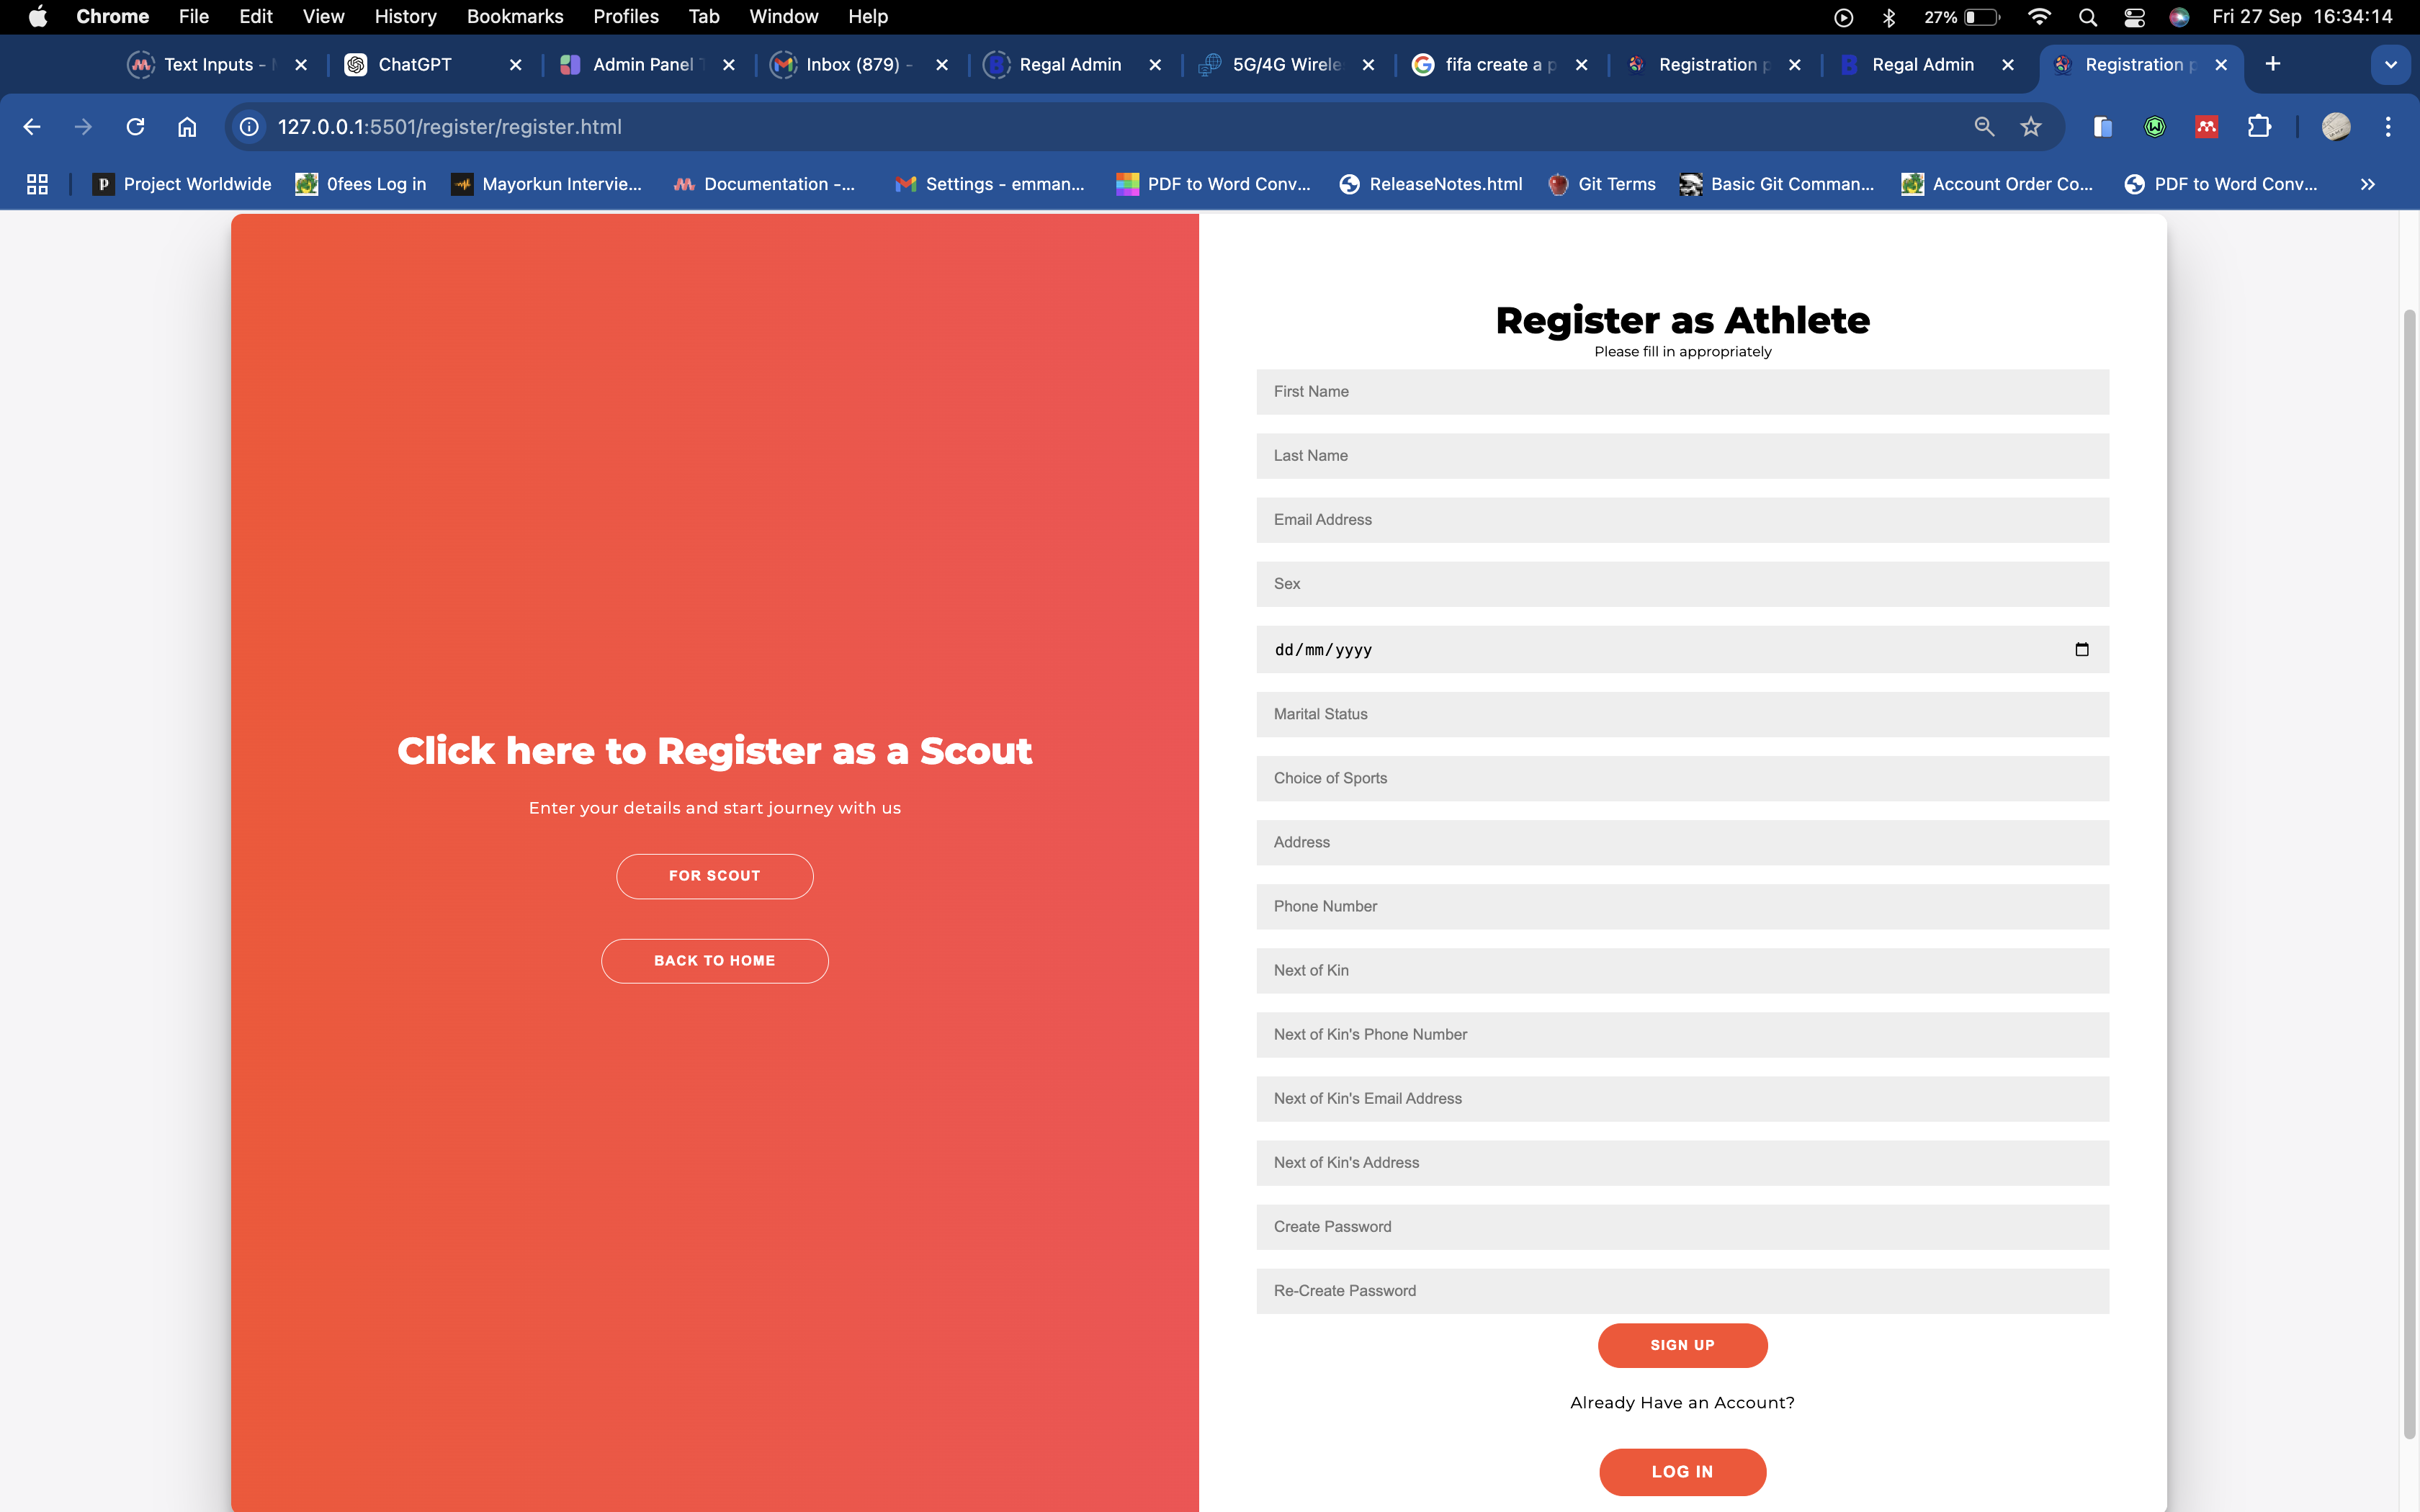 Chrome File Edit View History Bookmarks Profiles Tab Window Help 27% Fri 27 Sep 16:34:14
Text Inputs - ChatGPT Admin Panel Inbox (879) - Regal Admin 5G/4G Wirele fifa create a p Registration p Regal Admin Registration p
127.0.0.1:5501/register/register.html
Project Worldwide 0fees Log in Mayorkun Intervie... Documentation -... Settings - emman... PDF to Word Conv... ReleaseNotes.html Git Terms Basic Git Comman... Account Order Co... PDF to Word Conv...
Click here to Register as a Scout
Enter your details and start journey with us
FOR SCOUT
BACK TO HOME
Register as Athlete
Please fill in appropriately
First Name
Last Name
Email Address
Sex
dd/mm/yyyy
Marital Status
Choice of Sports
Address
Phone Number
Next of Kin
Next of Kin's Phone Number
Next of Kin's Email Address
Next of Kin's Address
Create Password
Re-Create Password
SIGN UP
Already Have an Account?
LOG IN